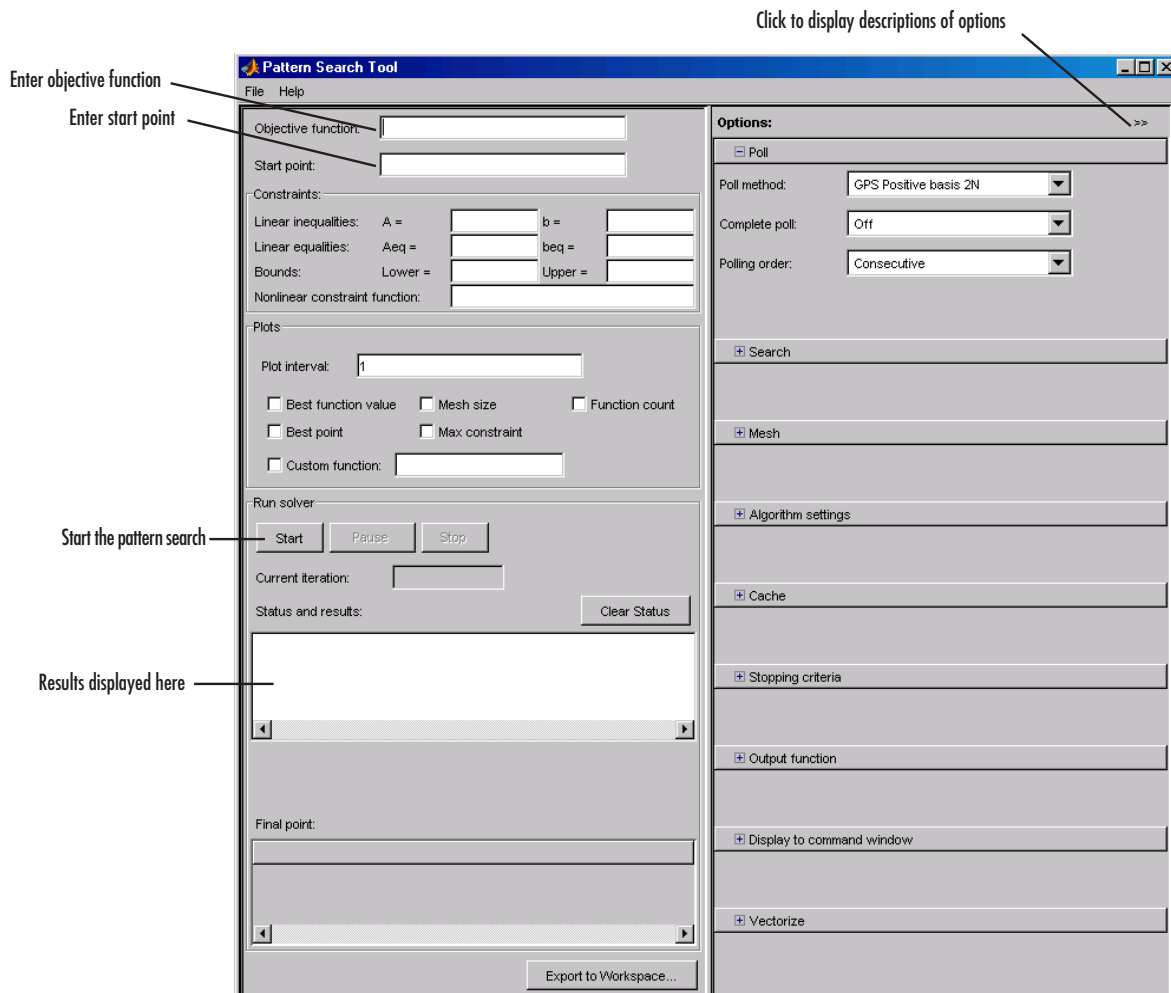 Click to display descriptions of options
Enter objective function
Enter start point
Start the pattern search
Results displayed here
Pattern Search Tool
File Help
Objective function:
Start point:
Constraints:
Linear inequalities: A = b =
Linear equalities: Aeq = beq =
Bounds: Lower = Upper =
Nonlinear constraint function:
Plots
Plot interval: 1
Best function value Mesh size Function count
Best point Max constraint
Custom function:
Run solver
Start Pause Stop
Current iteration:
Status and results: Clear Status
Final point:
Export to Workspace...
Options: >>
Poll
Poll method: GPS Positive basis 2N
Complete poll: Off
Polling order: Consecutive
Search
Mesh
Algorithm settings
Cache
Stopping criteria
Output function
Display to command window
Vectorize